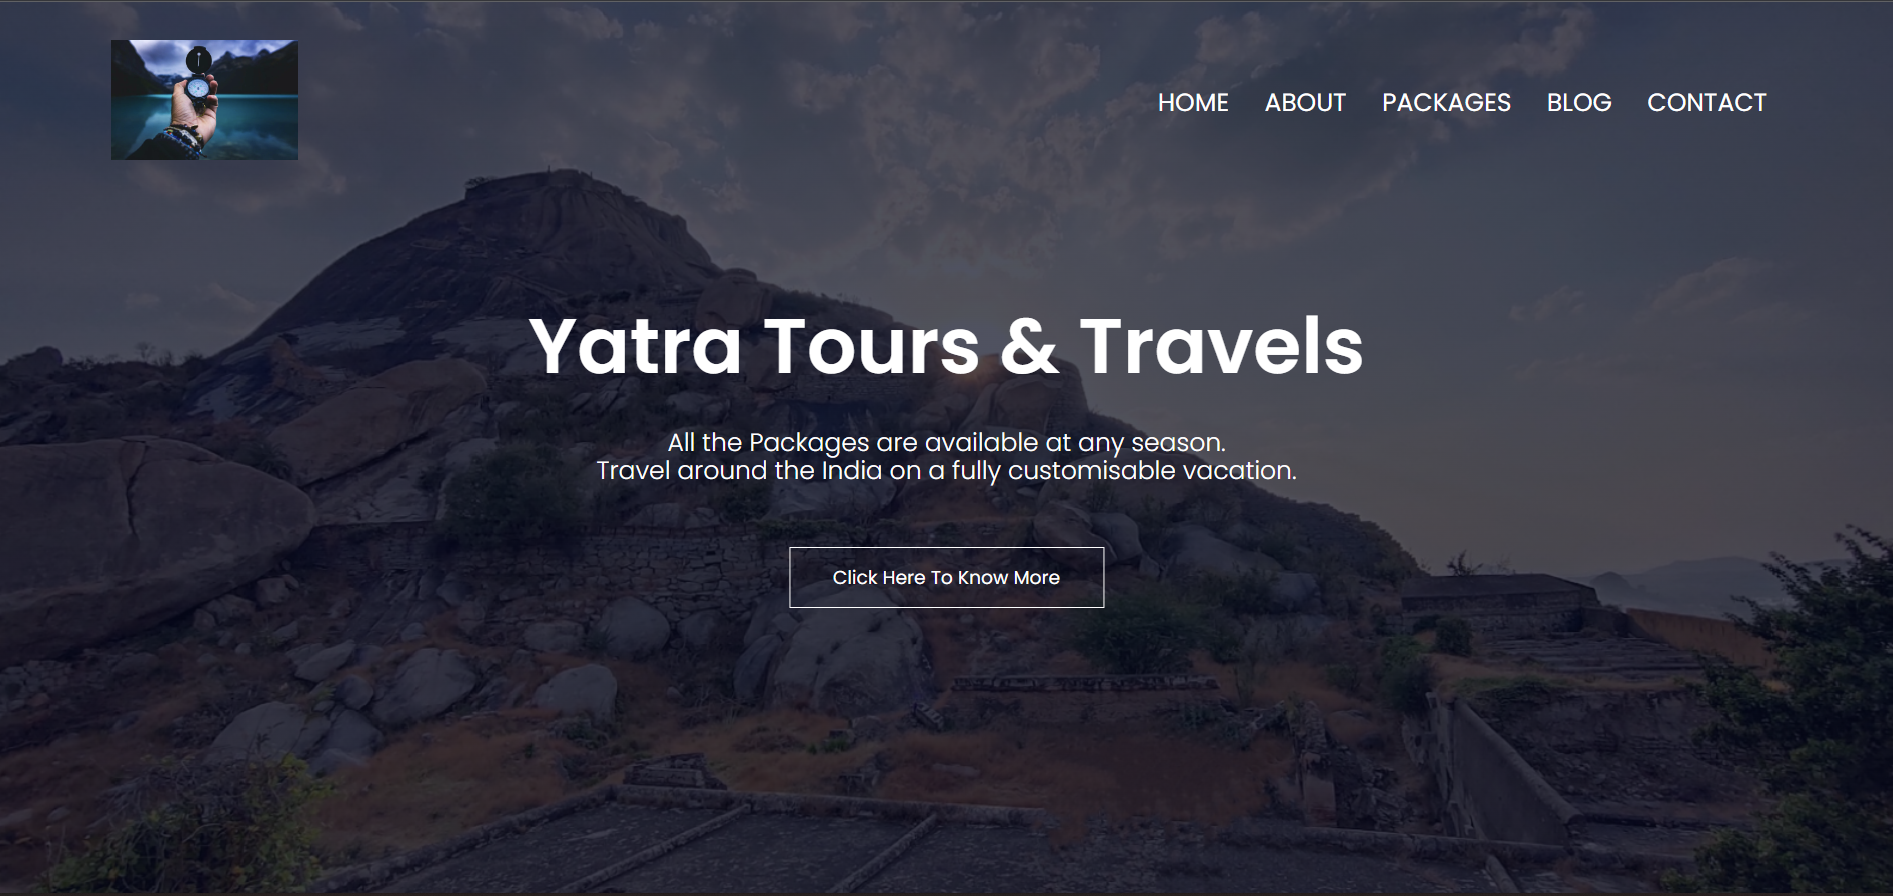 HOME ABOUT PACKAGES BLOG CONTACT
Yatra Tours & Travels
All the Packages are available at any season.
Travel around the India on a fully customisable vacation.
Click Here To Know More